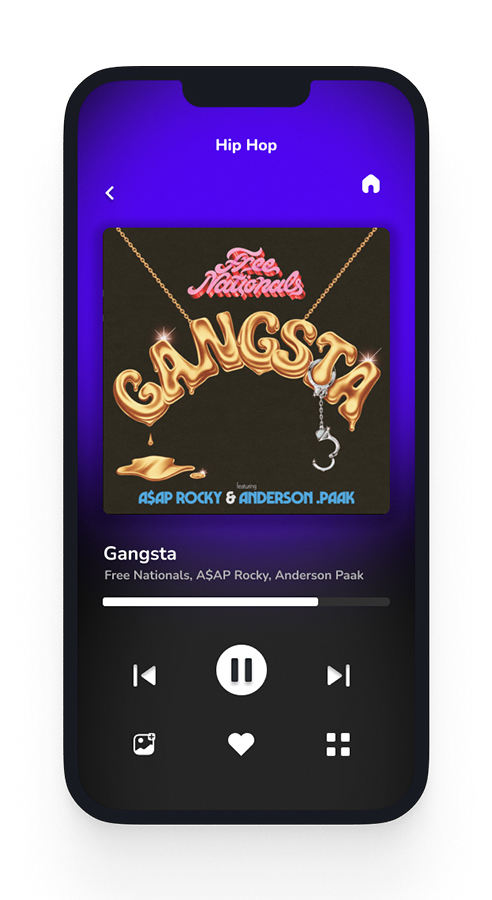 Hip Hop
Free
Nationals
GANGSTA
featuring
A$AP ROCKY & ANDERSON .PAAK
Gangsta
Free Nationals, A$AP Rocky, Anderson Paak